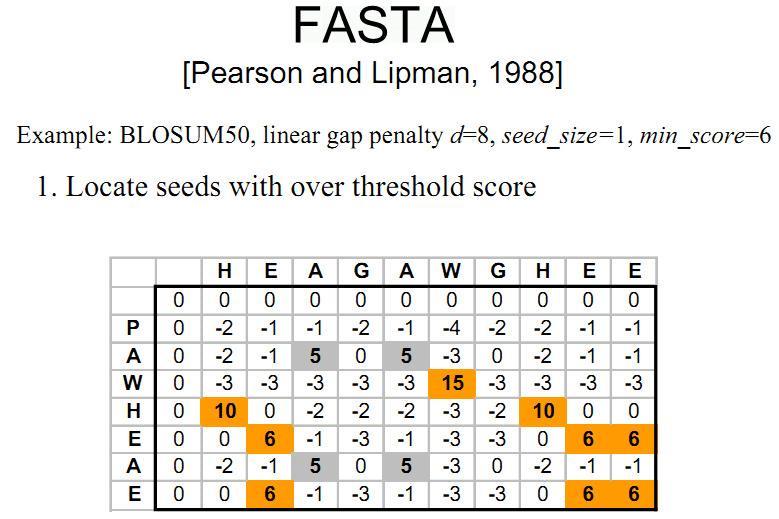 FASTA
[Pearson and Lipman, 1988]
Example: BLOSUM50, linear gap penalty d=8, seed_size=1, min_score=6
1. Locate seeds with over threshold score
H E A G A W G H E E
0 0 0 0 0 0 0 0 0 0 0
P 0 -2 -1 -1 -2 -1 -4 -2 -2 -1 -1
A 0 -2 -1 5 0 5 -3 0 -2 -1 -1
W 0 -3 -3 -3 -3 -3 15 -3 -3 -3 -3
H 0 10 0 -2 -2 -2 -3 -2 10 0 0
E 0 0 6 -1 -3 -1 -3 -3 0 6 6
A 0 -2 -1 5 0 5 -3 0 -2 -1 -1
E 0 0 6 -1 -3 -1 -3 -3 0 6 6